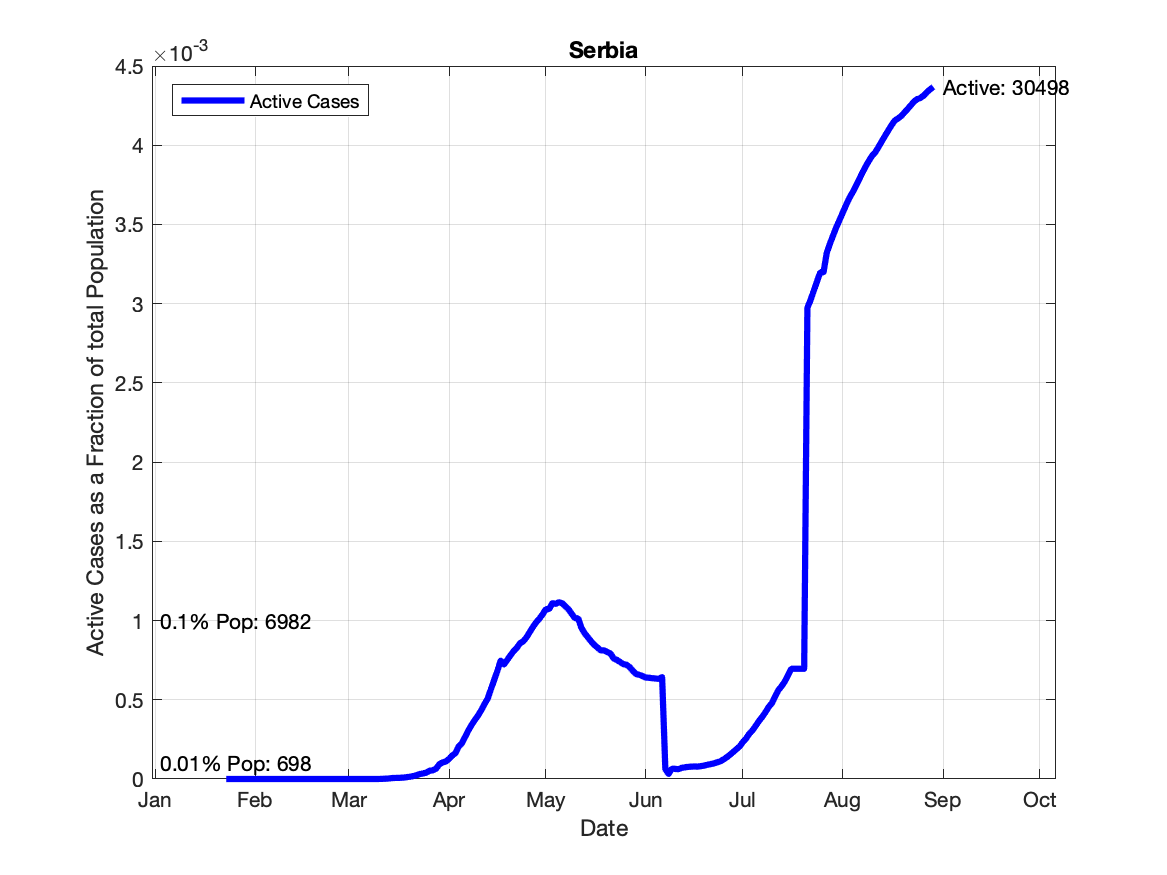 Serbia
×10-3
4.5
4
3.5
3
2.5
2
1.5
1
0.5
0
Active Cases as a Fraction of total Population
Active Cases
Active: 30498
0.1% Pop: 6982
0.01% Pop: 698
Jan Feb Mar Apr May Jun Jul Aug Sep Oct
Date